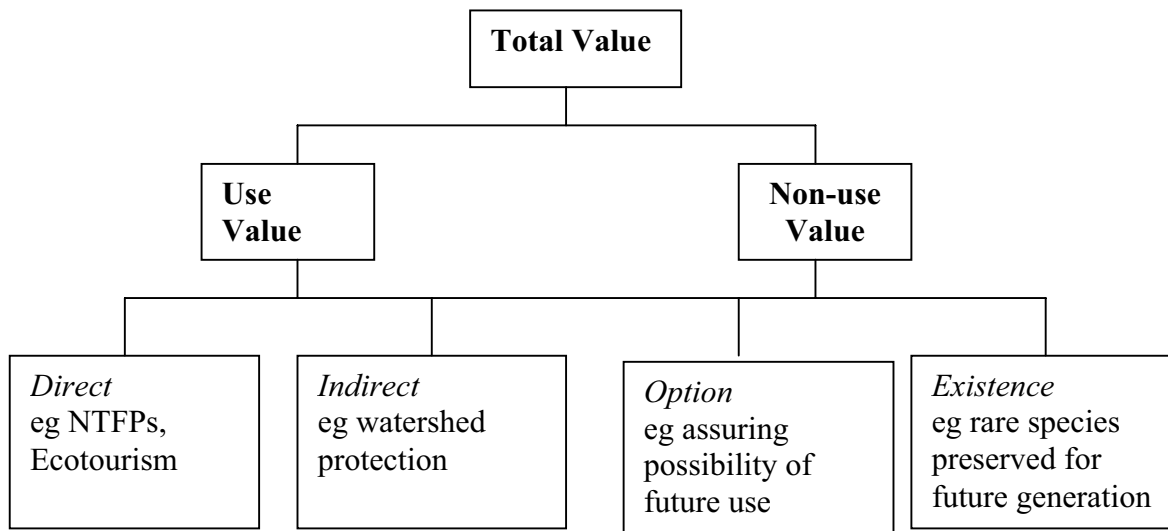 Total Value
Use
Value
Non-use
Value
Direct
eg NTFPs,
Ecotourism
Indirect
eg watershed
protection
Option
eg assuring
possibility of
future use
Existence
eg rare species
preserved for
future generation